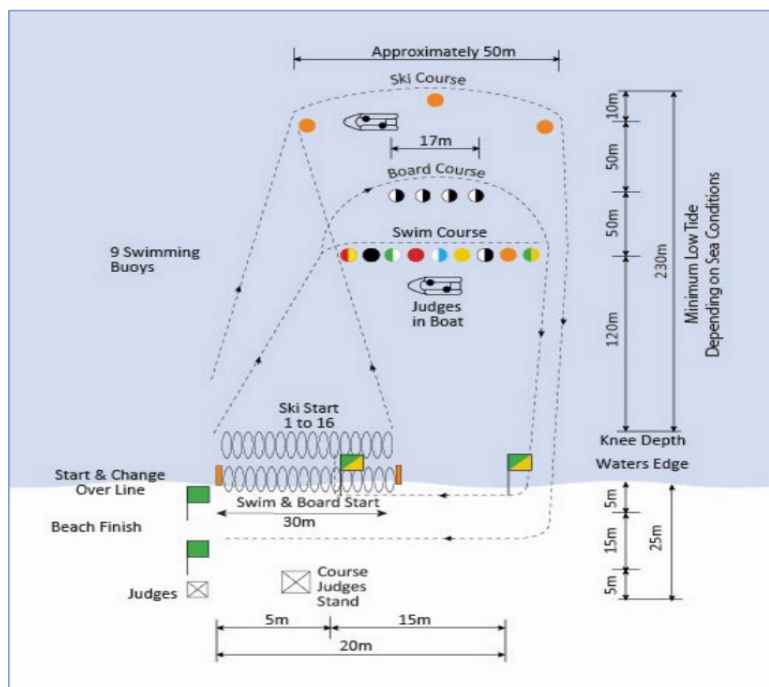 Approximately 50m
Ski Course
10m
17m
50m
Board Course
50m
Swim Course
9 Swimming
Buoys
Judges
in Boat
120m
230m
Minimum Low Tide
Depending on Sea Conditions
Ski Start
1 to 16
Knee Depth
Waters Edge
Start & Change
Over Line
Swim & Board Start
30m
5m
Beach Finish
15m
25m
5m
Judges
Course
Judges
Stand
5m
15m
20m